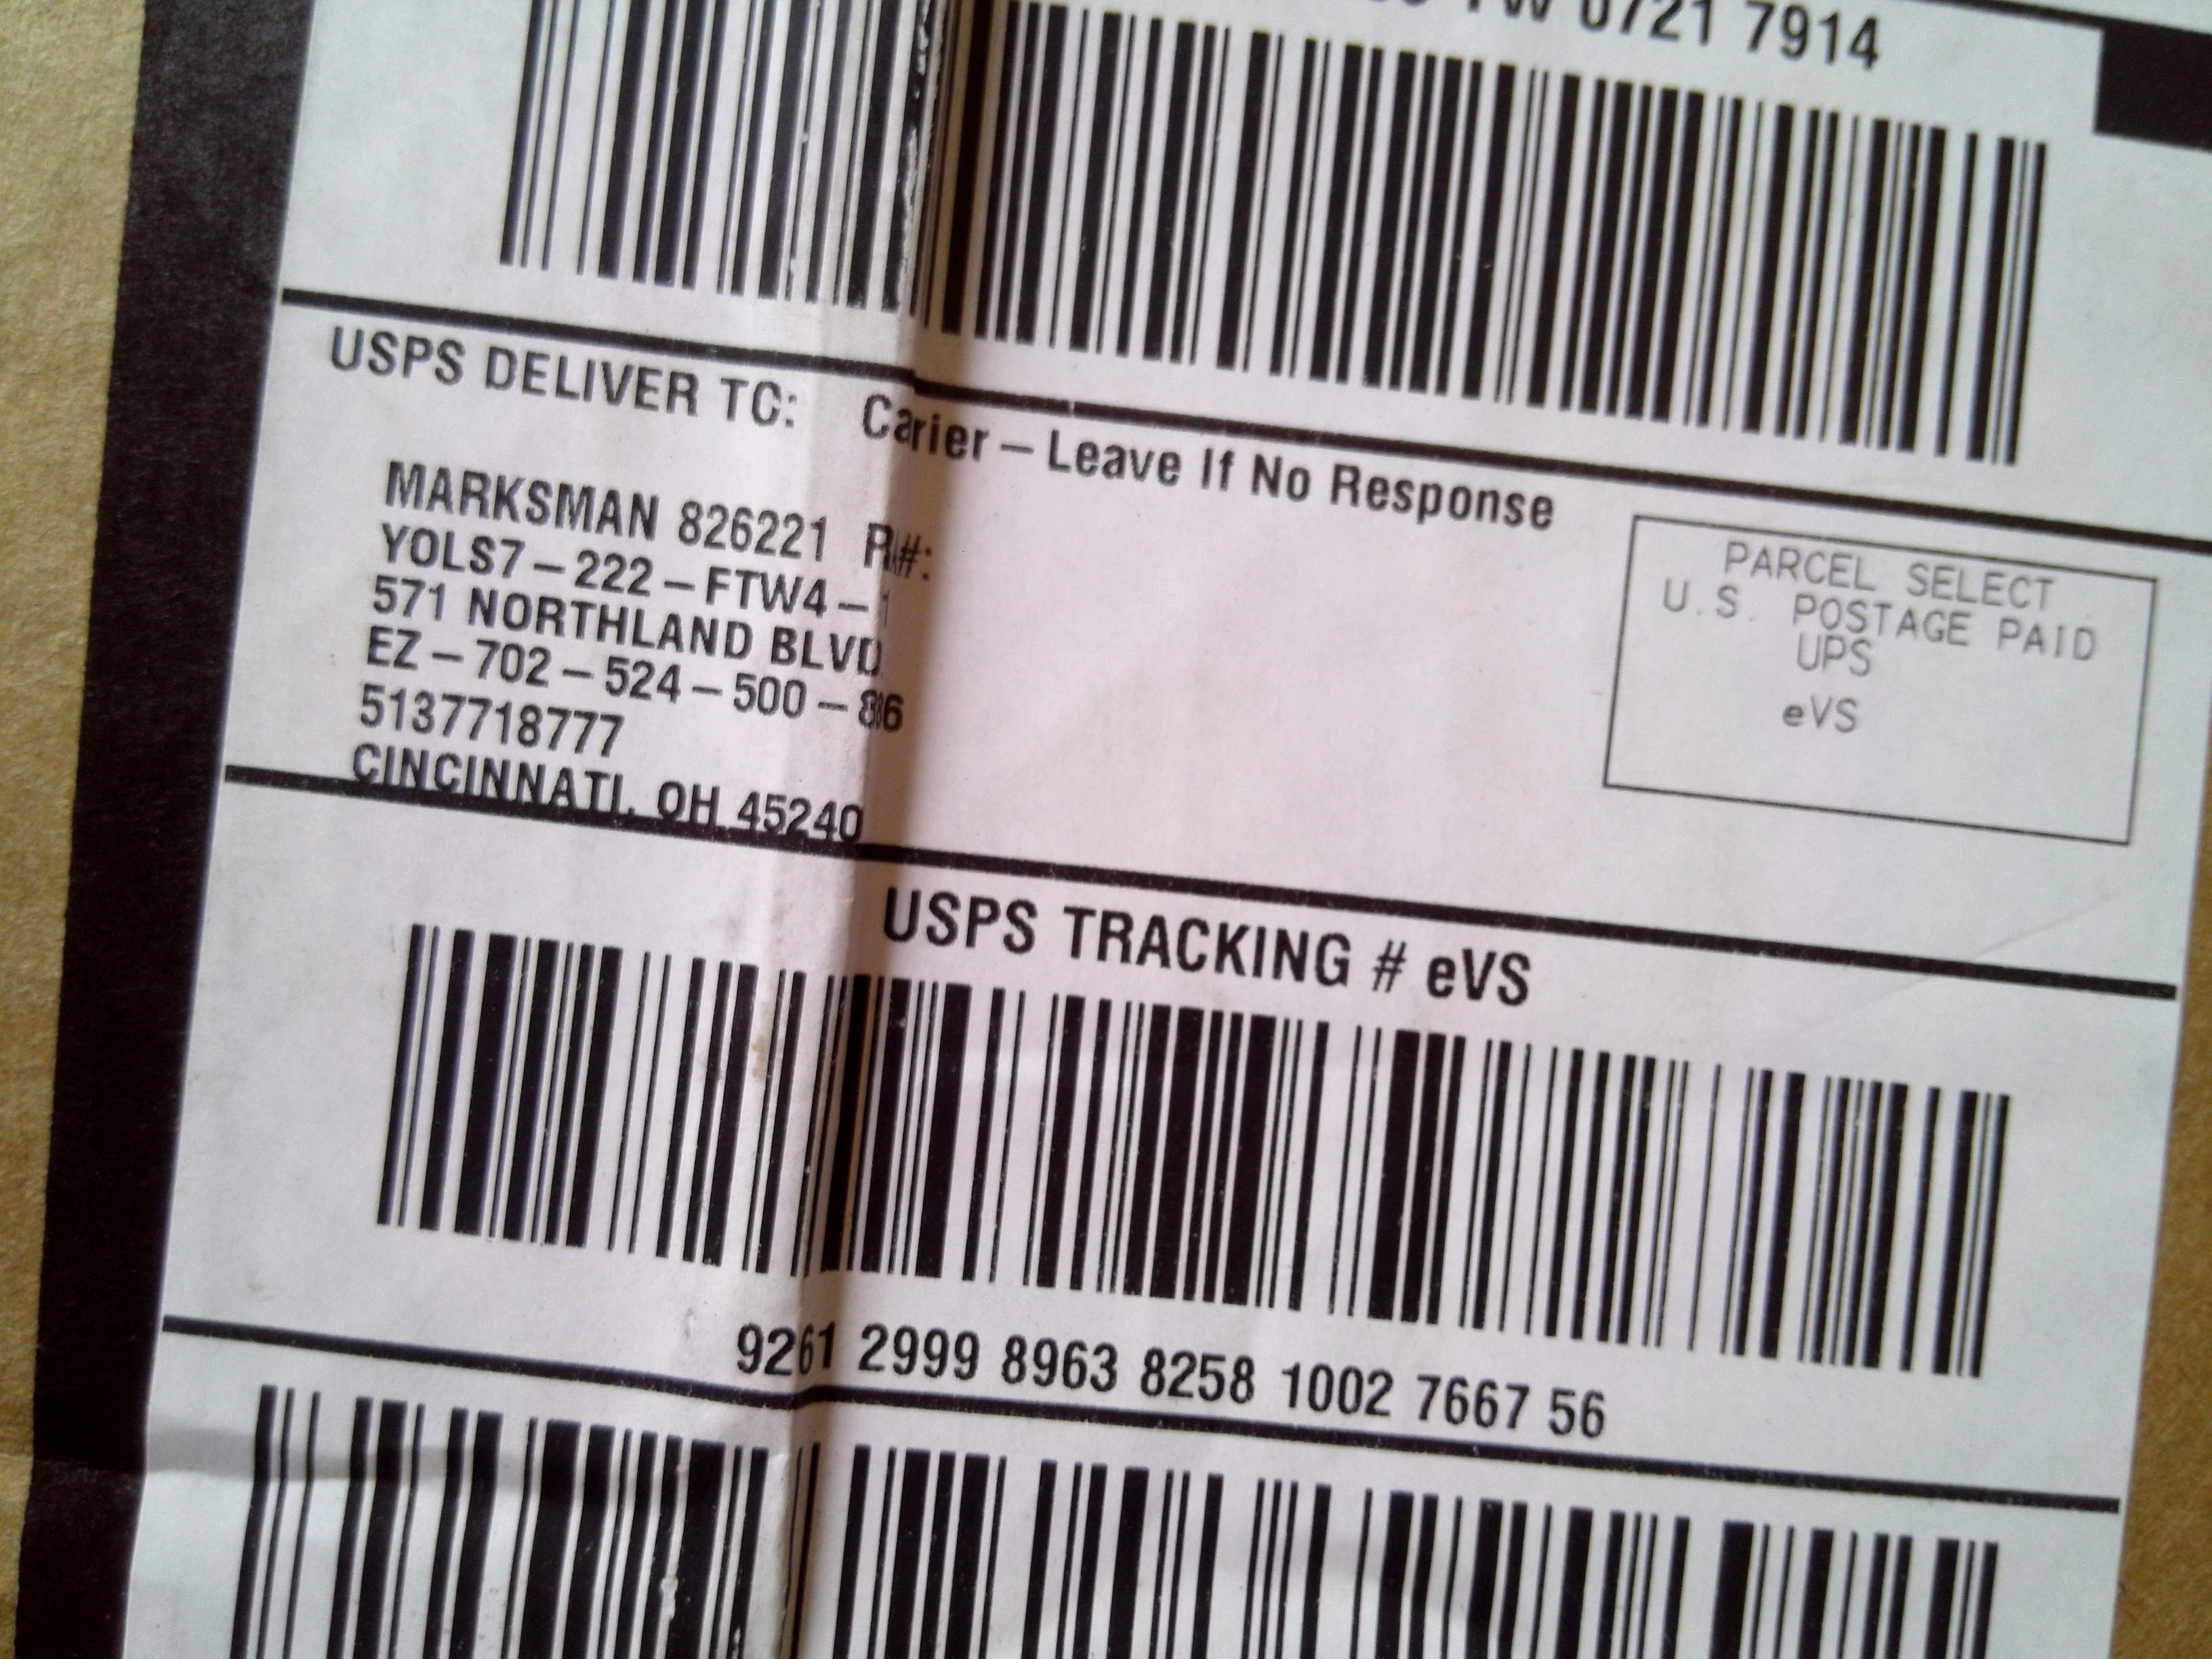 TW 0721 7914
USPS DELIVER TO: Carier – Leave If No Response
MARKSMAN 826221
YOLS7–222–FTW4–1
571 NORTHLAND BLVD
EZ–702–524–500–
5137718777
CINCINNATI, OH 45240
PARCEL SELECT
U.S. POSTAGE PAID
UPS
eVS
USPS TRACKING # eVS
9261 2999 8963 8258 1002 7667 56